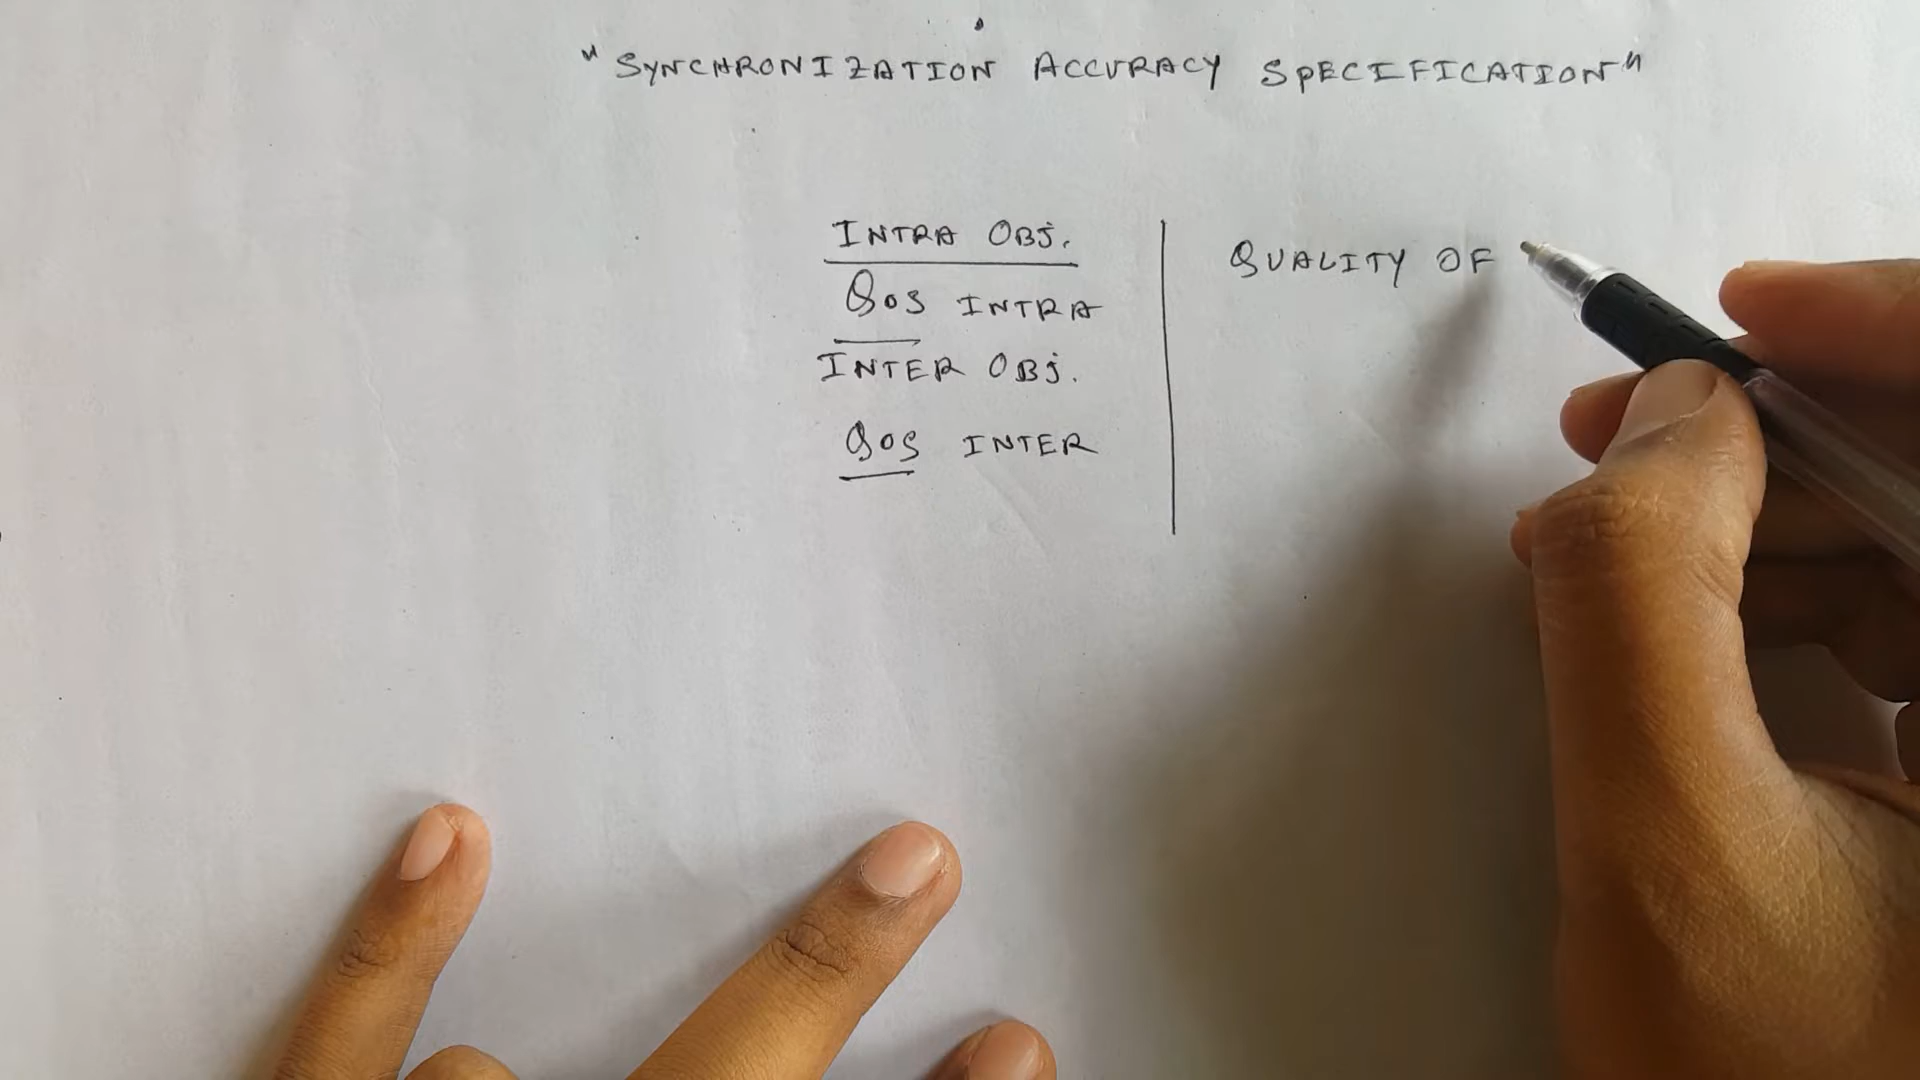 "SYNCHRONIZATION ACCURACY SPECIFICATION"
INTRA OBJ.
QOS INTRA
INTER OBJ.
QOS INTER
QUALITY OF